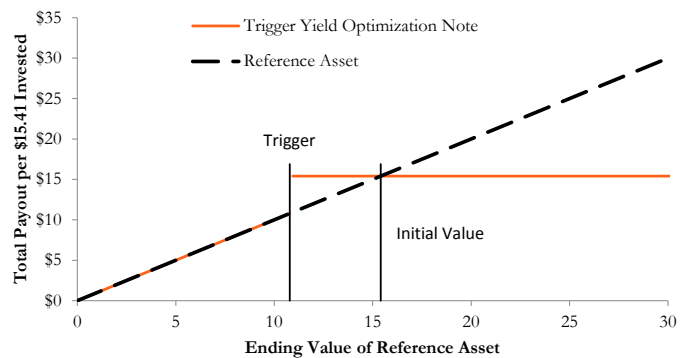 Trigger Yield Optimization Note
Reference Asset
Total Payout per $15.41 Invested
$35
$30
$25
$20
$15
$10
$5
$0
Trigger
Initial Value
0 5 10 15 20 25 30
Ending Value of Reference Asset